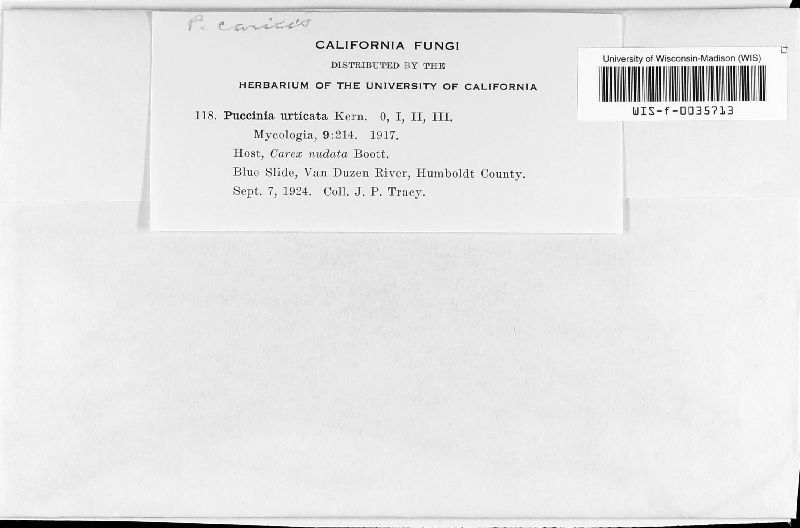 P. caricis
CALIFORNIA FUNGI
DISTRIBUTED BY THE
HERBARIUM OF THE UNIVERSITY OF CALIFORNIA
118. Puccinia urticata Kern. 0, I, II, III.
Mycologia, 9:214. 1917.
Host, Carex nudata Boott.
Blue Slide, Van Duzen River, Humboldt County.
Sept. 7, 1924. Coll. J. P. Tracy.
University of Wisconsin-Madison (WIS)
WIS-f-0035713